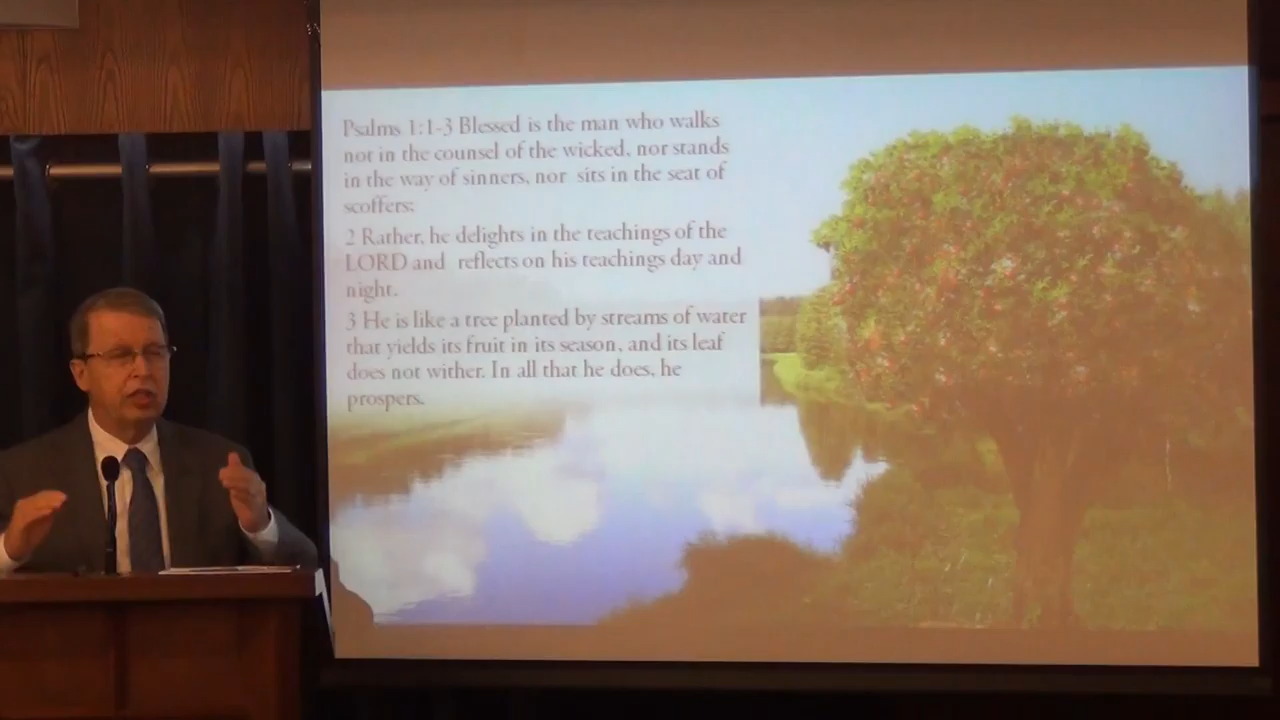 Psalms 1:1-3 Blessed is the man who walks
not in the counsel of the wicked, nor stands
in the way of sinners, nor sits in the seat of
scoffers;
2 Rather, he delights in the teachings of the
LORD and reflects on his teachings day and
night.
3 He is like a tree planted by streams of water
that yields its fruit in its season, and its leaf
does not wither. In all that he does, he
prospers.